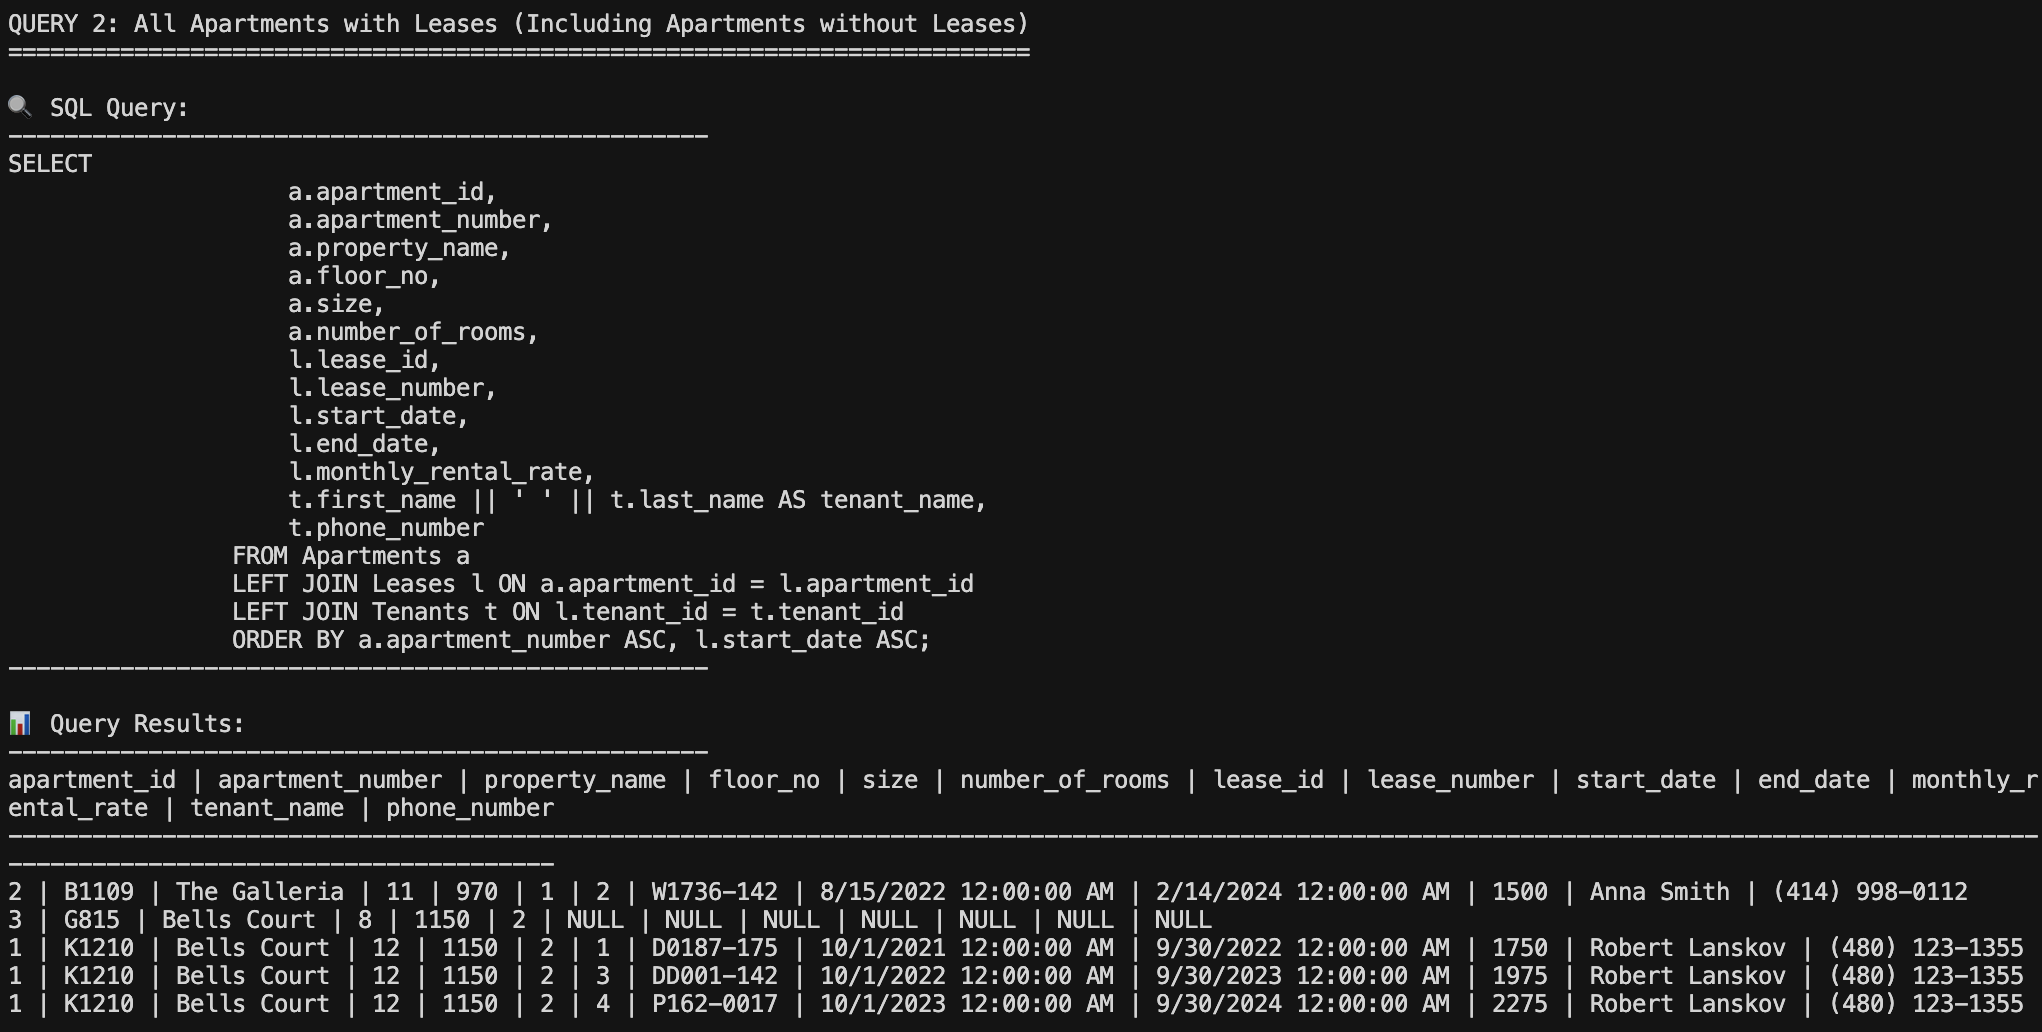 QUERY 2: All Apartments with Leases (Including Apartments without Leases)
=========================================================================
🔍 SQL Query:
--------------------------------------------------
SELECT
                    a.apartment_id,
                    a.apartment_number,
                    a.property_name,
                    a.floor_no,
                    a.size,
                    a.number_of_rooms,
                    l.lease_id,
                    l.lease_number,
                    l.start_date,
                    l.end_date,
                    l.monthly_rental_rate,
                    t.first_name || ' ' || t.last_name AS tenant_name,
                    t.phone_number
                FROM Apartments a
                LEFT JOIN Leases l ON a.apartment_id = l.apartment_id
                LEFT JOIN Tenants t ON l.tenant_id = t.tenant_id
                ORDER BY a.apartment_number ASC, l.start_date ASC;
--------------------------------------------------
📊 Query Results:
--------------------------------------------------
apartment_id | apartment_number | property_name | floor_no | size | number_of_rooms | lease_id | lease_number | start_date | end_date | monthly_r
ental_rate | tenant_name | phone_number
-------------------------------------------------------------------------------------------------------------------------------------------------
---------------------------------------
2 | B1109 | The Galleria | 11 | 970 | 1 | 2 | W1736-142 | 8/15/2022 12:00:00 AM | 2/14/2024 12:00:00 AM | 1500 | Anna Smith | (414) 998-0112
3 | G815 | Bells Court | 8 | 1150 | 2 | NULL | NULL | NULL | NULL | NULL | NULL | NULL
1 | K1210 | Bells Court | 12 | 1150 | 2 | 1 | D0187-175 | 10/1/2021 12:00:00 AM | 9/30/2022 12:00:00 AM | 1750 | Robert Lanskov | (480) 123-1355
1 | K1210 | Bells Court | 12 | 1150 | 2 | 3 | DD001-142 | 10/1/2022 12:00:00 AM | 9/30/2023 12:00:00 AM | 1975 | Robert Lanskov | (480) 123-1355
1 | K1210 | Bells Court | 12 | 1150 | 2 | 4 | P162-0017 | 10/1/2023 12:00:00 AM | 9/30/2024 12:00:00 AM | 2275 | Robert Lanskov | (480) 123-1355